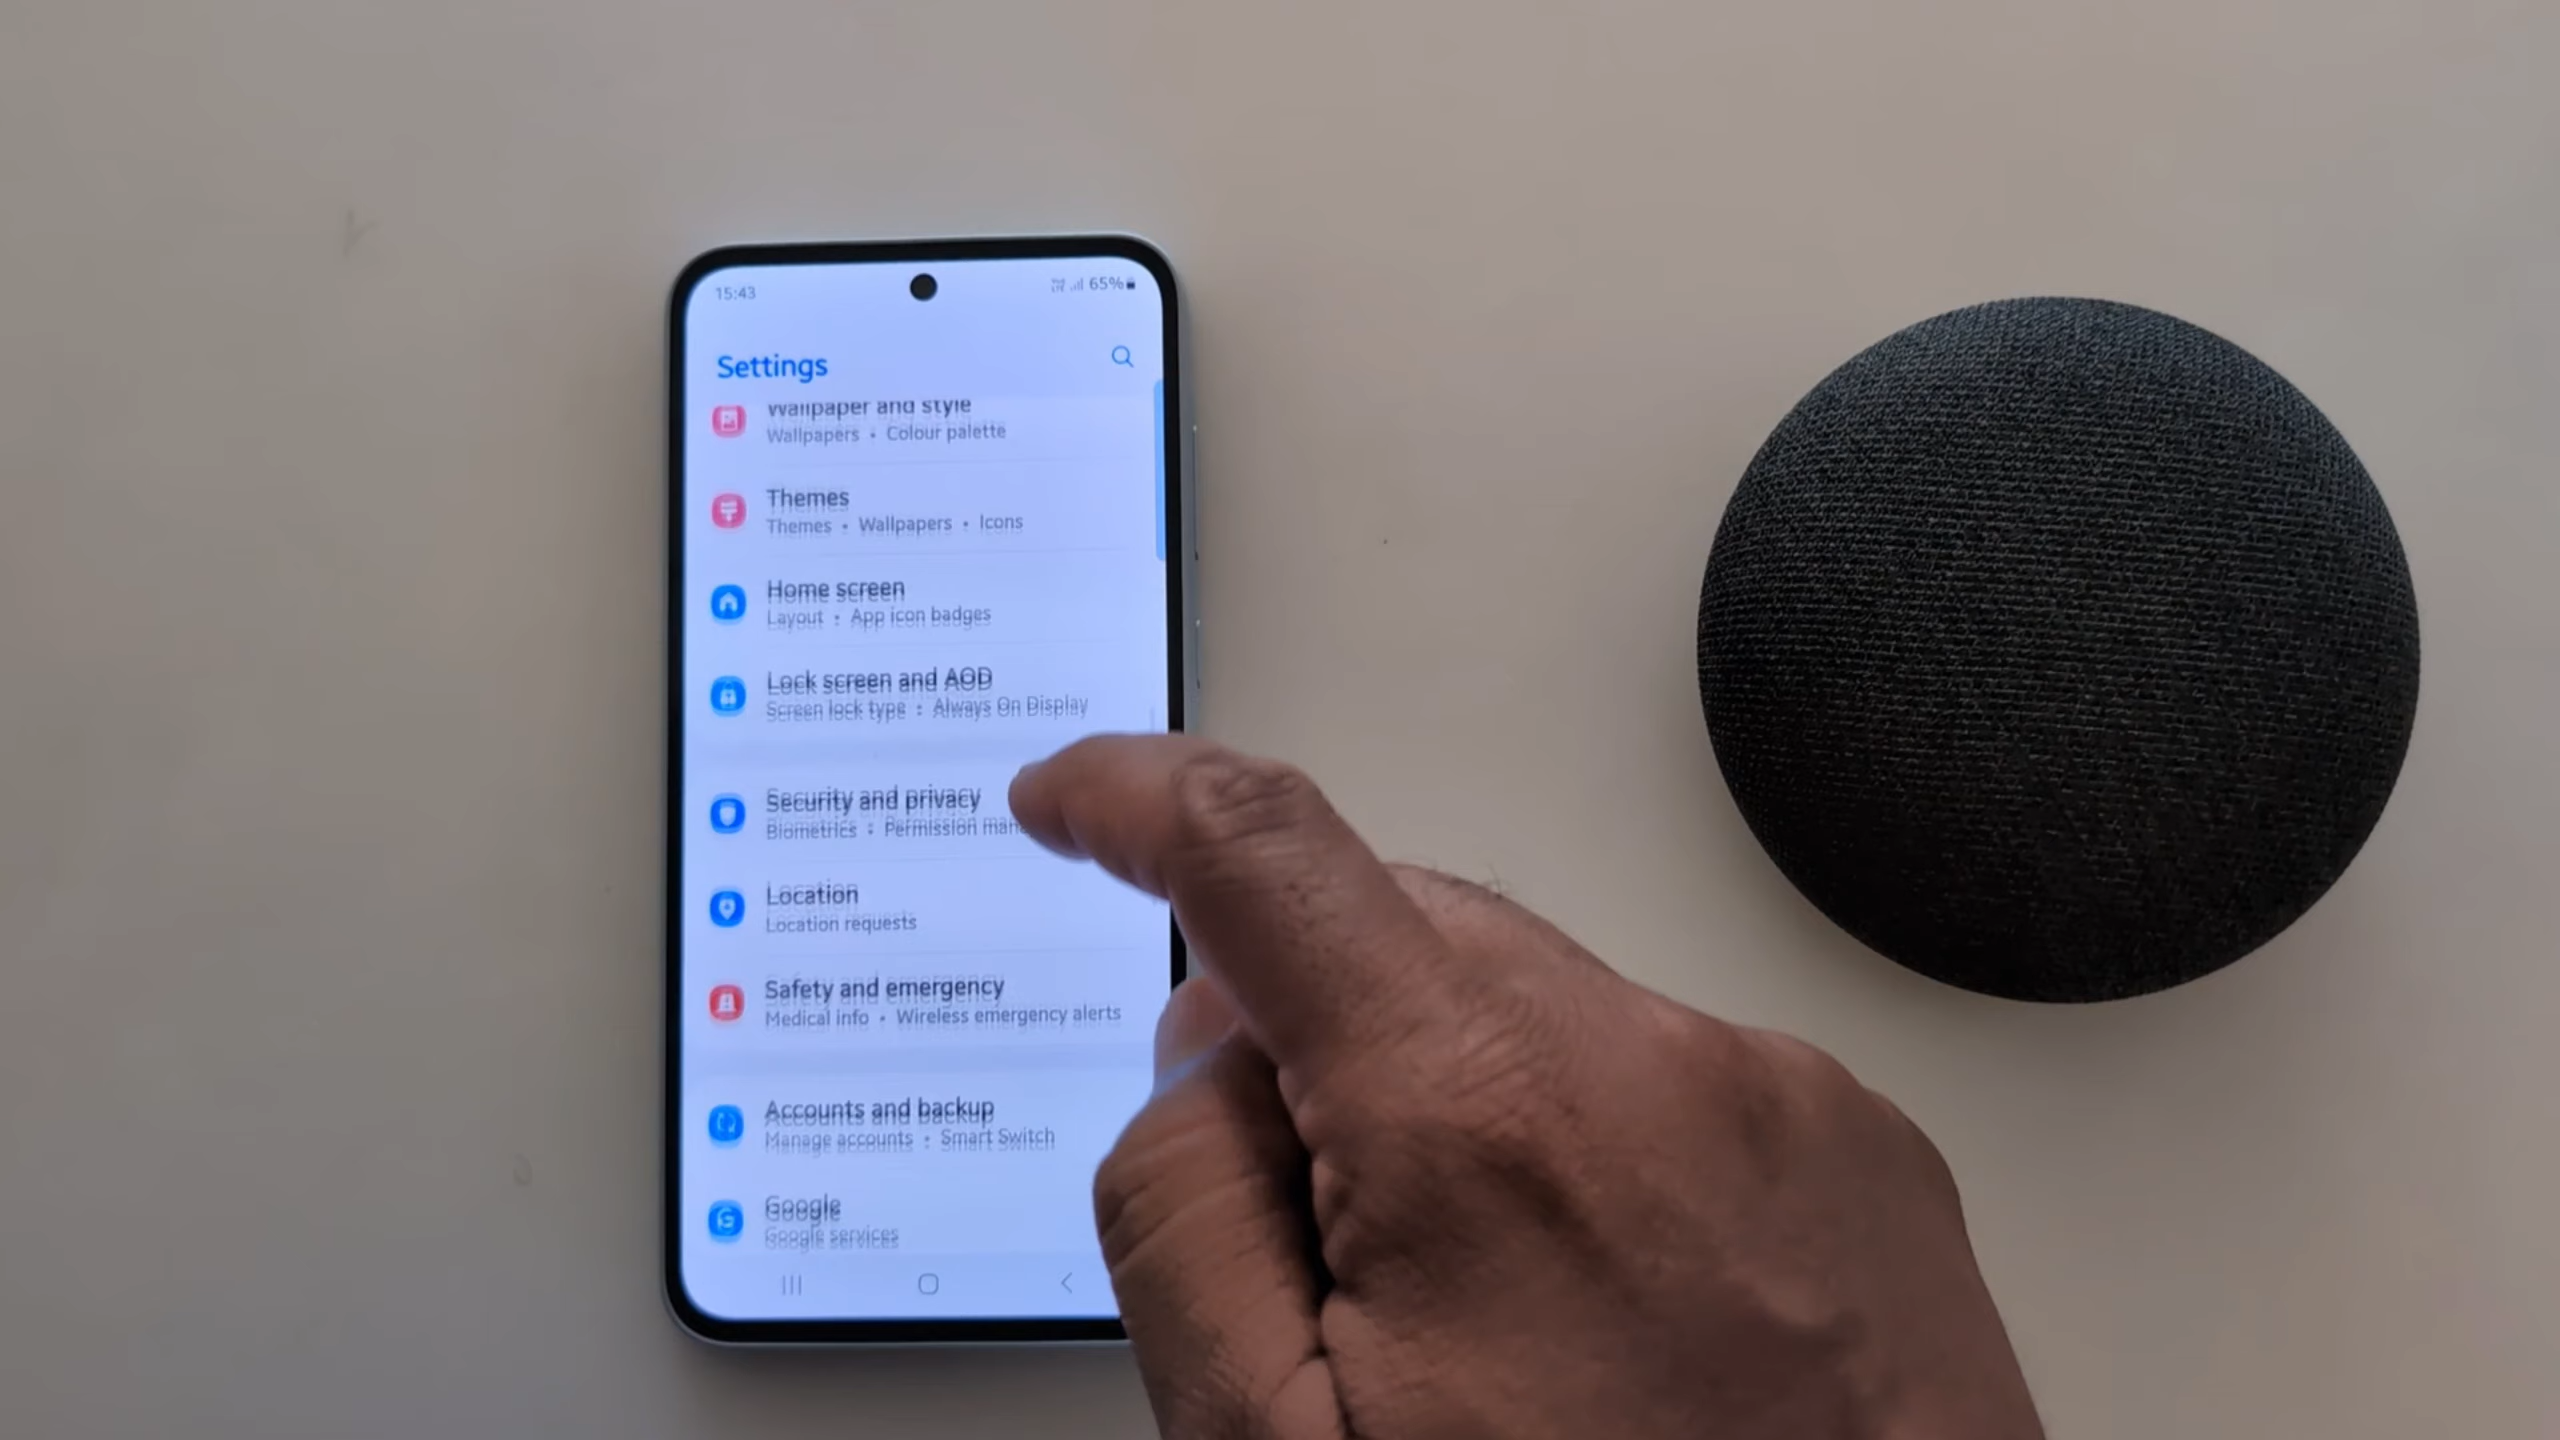 15:43 65%
Settings
Wallpaper and style
Wallpapers • Colour palette
Themes
Themes • Wallpapers • Icons
Home screen
Layout • App icon badges
Lock screen and AOD
Screen lock type • Always On Display
Security and privacy
Biometrics • Permission
Location
Location requests
Safety and emergency
Medical info • Wireless emergency alerts
Accounts and backup
Manage accounts • Smart Switch
Google
Google services